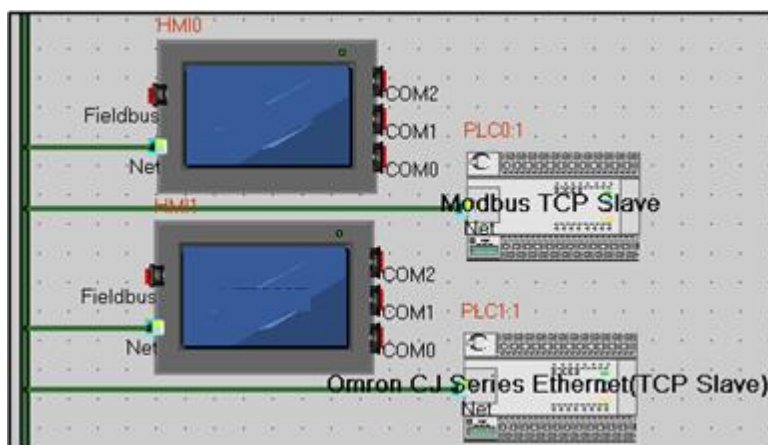 HMI0
COM2
Fieldbus
COM1
PLC0:1
Net
COM0
Modbus TCP Slave
Net
HMI1
COM2
Fieldbus
COM1
PLC1:1
Net
COM0
Omron CJ Series Ethernet(TCP Slave)
Net